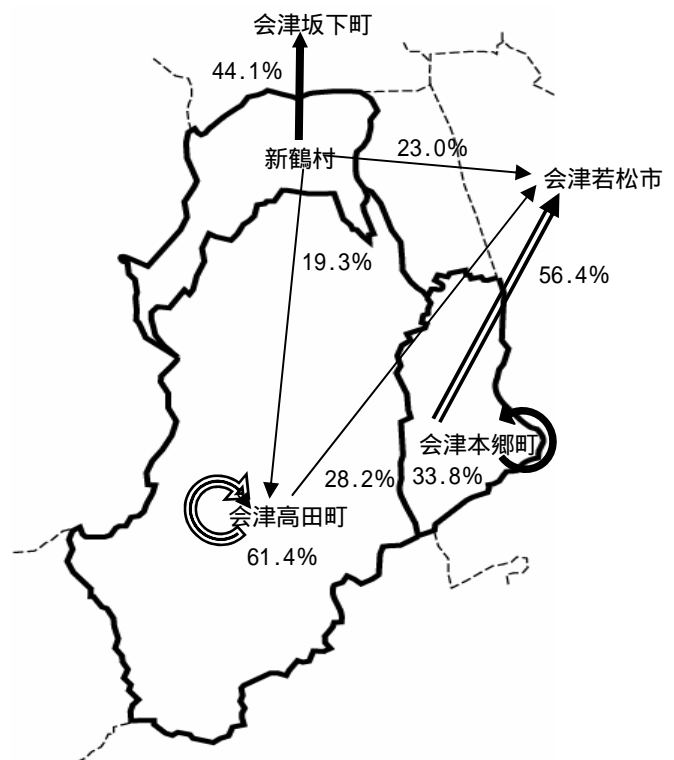 会津坂下町
44.1%
新鶴村
23.0%
会津若松市
19.3%
56.4%
会津本郷町
28.2%
33.8%
会津高田町
61.4%